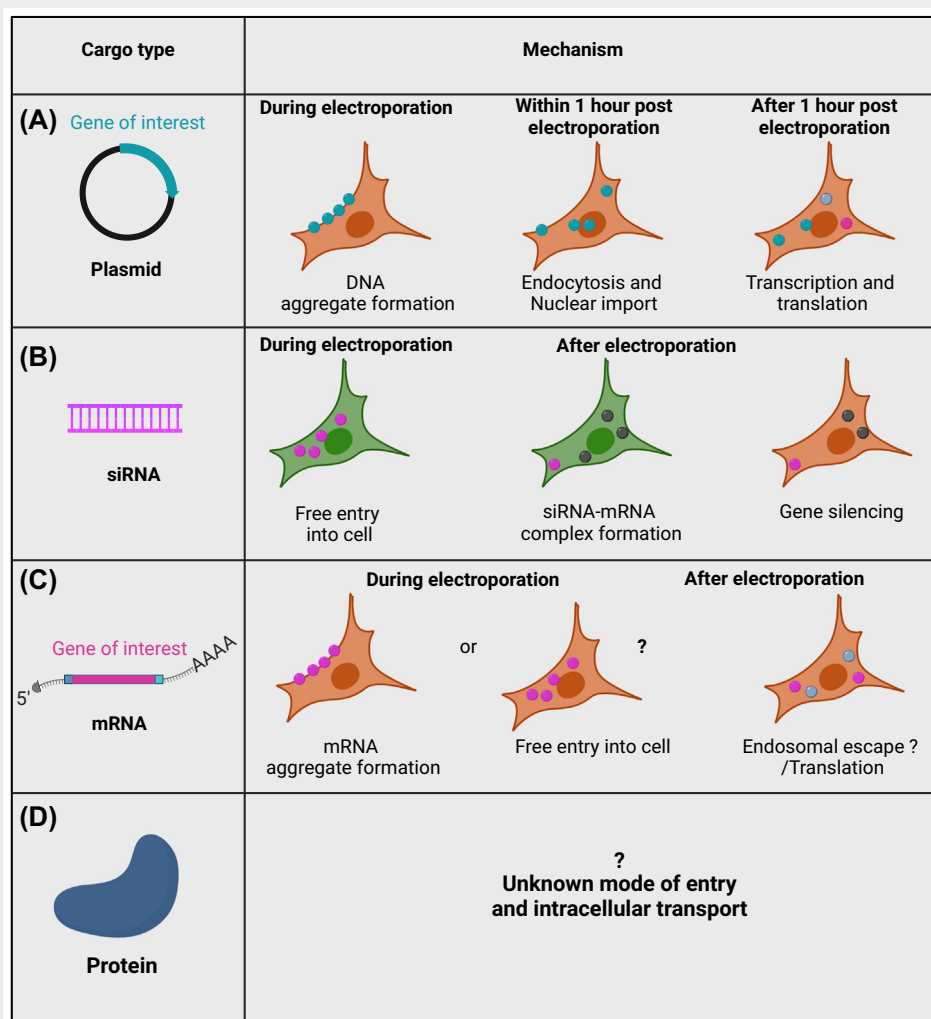 Cargo type
Mechanism
(A)
Gene of interest
Plasmid
During electroporation
Within 1 hour post
electroporation
After 1 hour post
electroporation
DNA
aggregate formation
Endocytosis and
Nuclear import
Transcription and
translation
(B)
siRNA
During electroporation
After electroporation
Free entry
into cell
siRNA-mRNA
complex formation
Gene silencing
(C)
Gene of interest
5'
AAAA
mRNA
During electroporation
After electroporation
or
?
mRNA
aggregate formation
Free entry into cell
Endosomal escape ?
/Translation
(D)
Protein
?
Unknown mode of entry
and intracellular transport